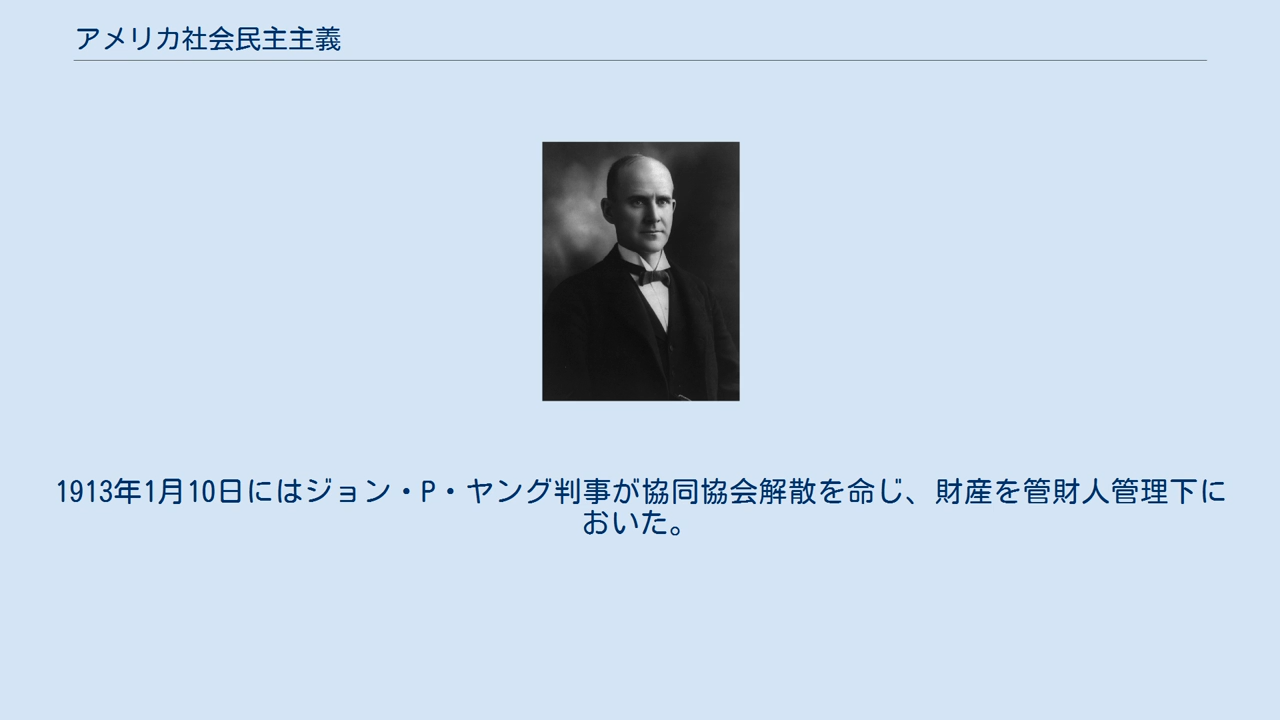 アメリカ社会民主主義
1913年1月10日にはジョン・P・ヤング判事が協同協会解散を命じ、財産を管財人管理下に
おいた。